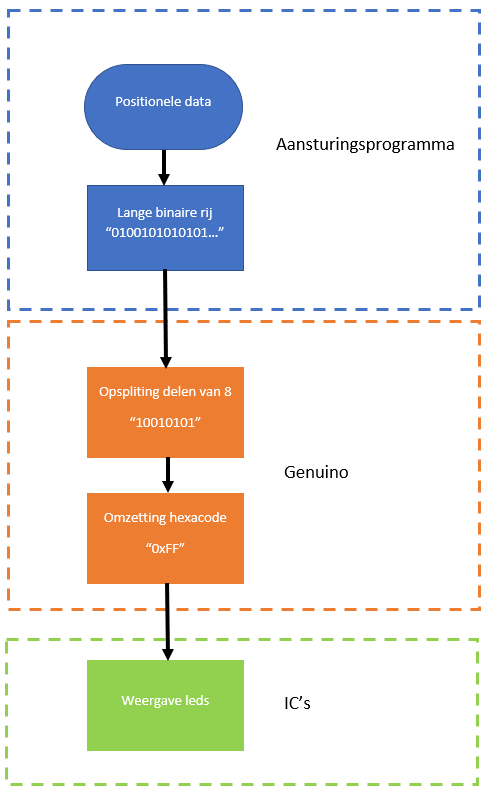 Positionele data
Aansturingsprogramma
Lange binaire rij
“0100101010101…”
Opspliting delen van 8
“10010101”
Genuino
Omzetting hexacode
“0xFF”
Weergave leds
IC’s